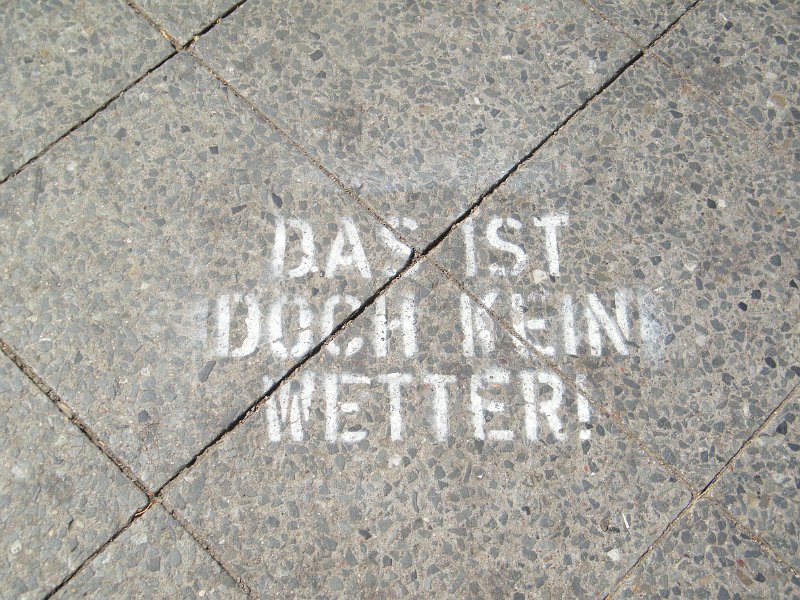 DAS IST
DOCH KEIN
WETTER!